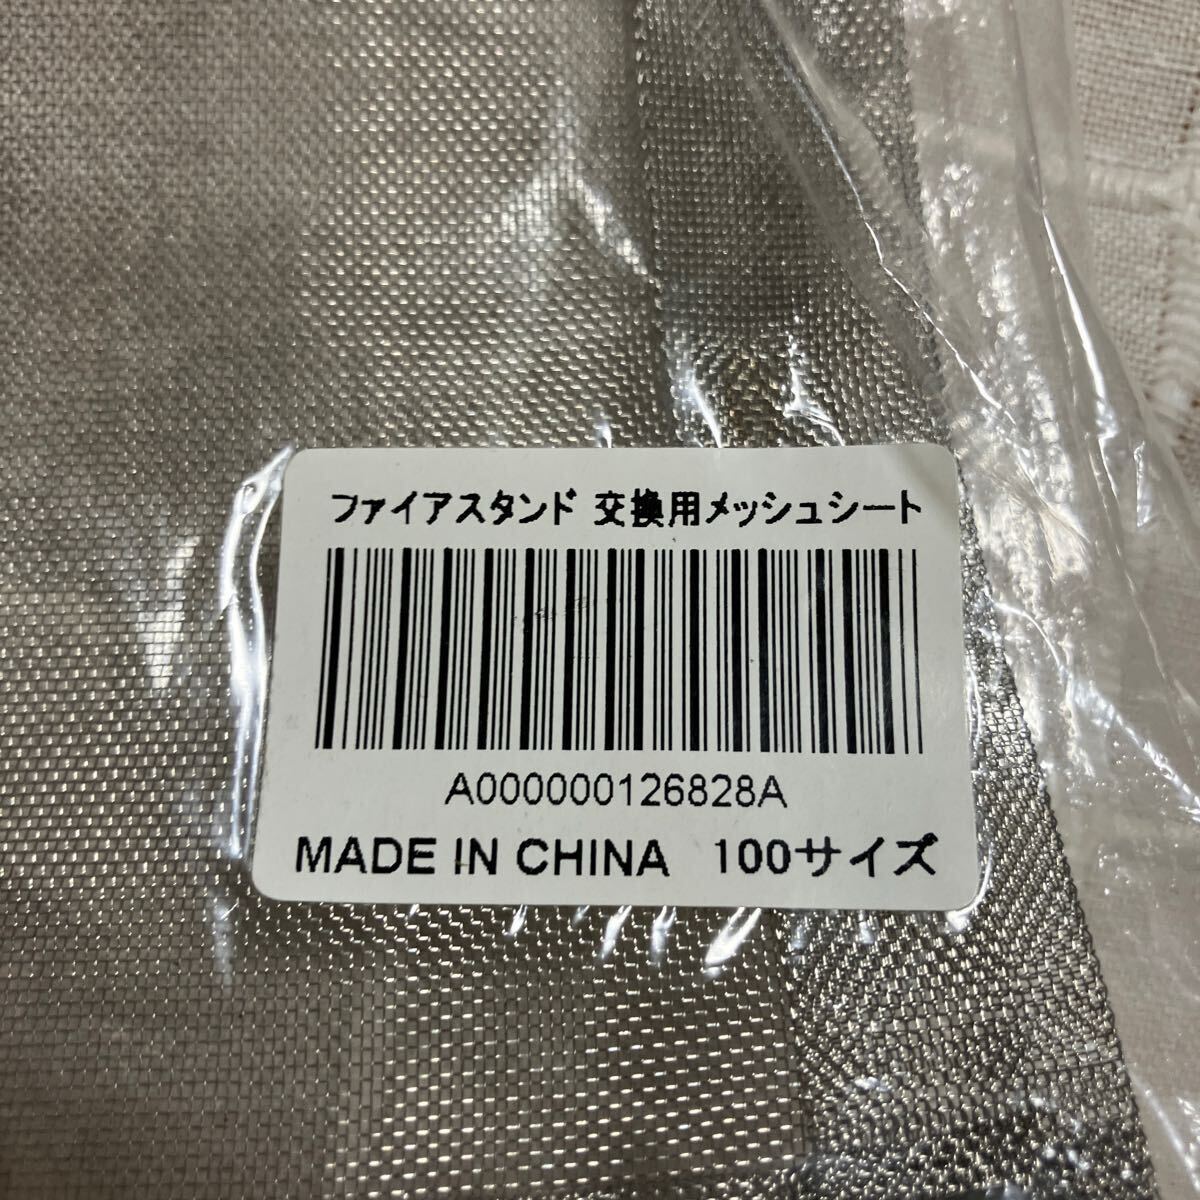 ファイアスタンド 交換用メッシュシート
A000000126828A
MADE IN CHINA 100サイズ